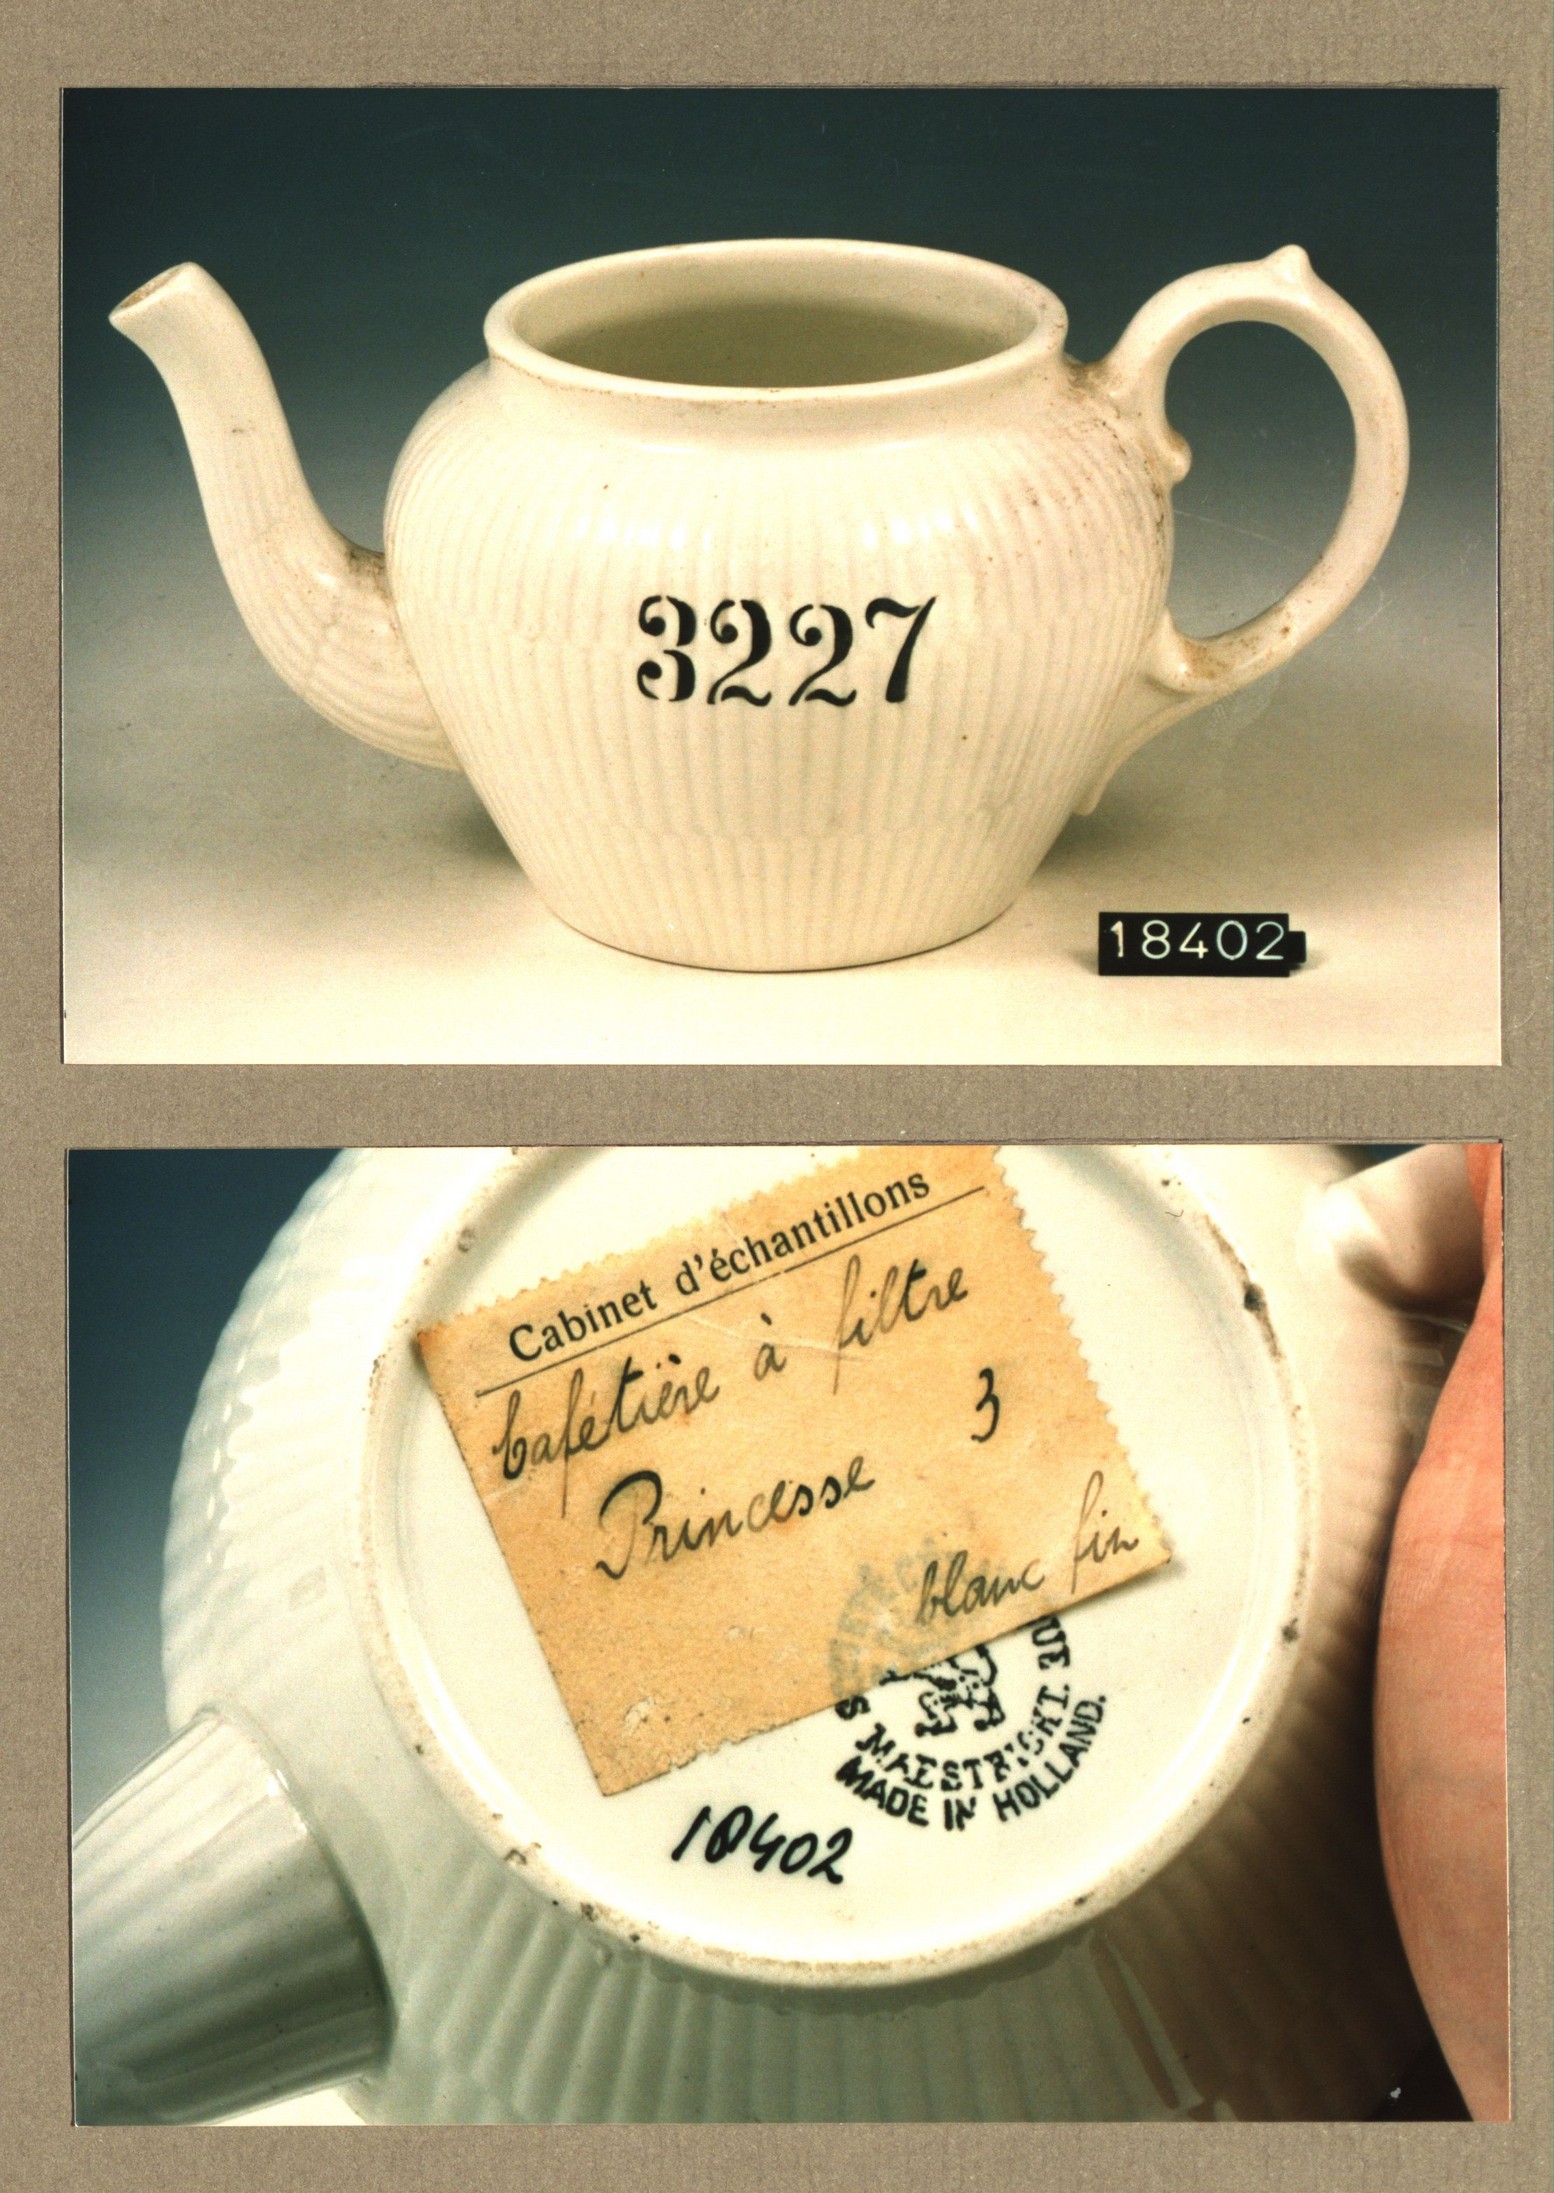 3227
18402
Cabinet d'échantillons
Cafétière à filtre
Princesse 3
blanc fin
MAESTRICHT.
MADE IN HOLLAND.
18402